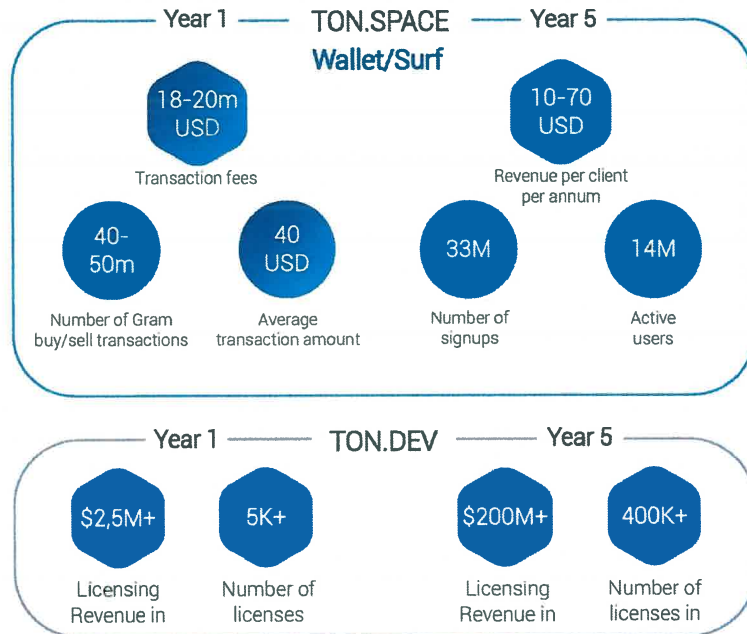 Year 1 TON.SPACE Year 5
Wallet/Surf
18-20m
USD
Transaction fees
10-70
USD
Revenue per client
per annum
40-
50m
Number of Gram
buy/sell transactions
40
USD
Average
transaction amount
33M
Number of
signups
14M
Active
users
Year 1 TON.DEV Year 5
$2,5M+
Licensing
Revenue in
5K+
Number of
licenses
$200M+
Licensing
Revenue in
400K+
Number of
licenses in